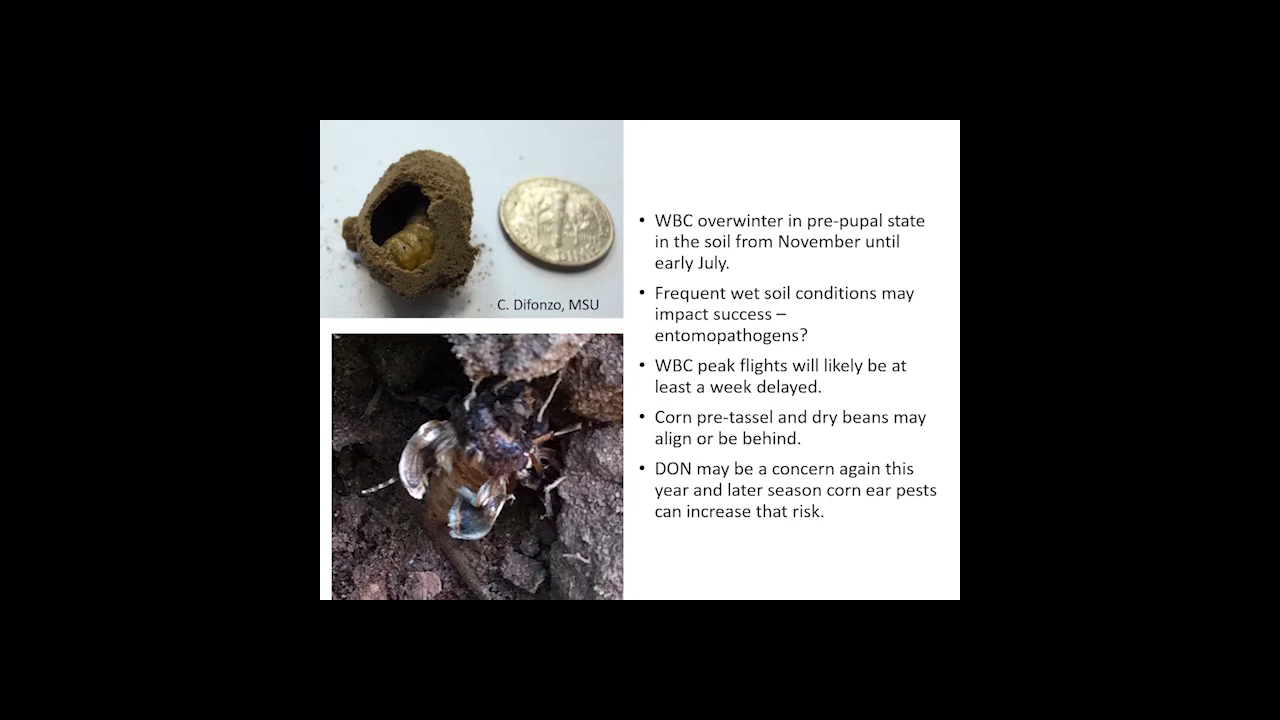 C. Difonzo, MSU
• WBC overwinter in pre-pupal state
in the soil from November until
early July.
• Frequent wet soil conditions may
impact success –
entomopathogens?
• WBC peak flights will likely be at
least a week delayed.
• Corn pre-tassel and dry beans may
align or be behind.
• DON may be a concern again this
year and later season corn ear pests
can increase that risk.